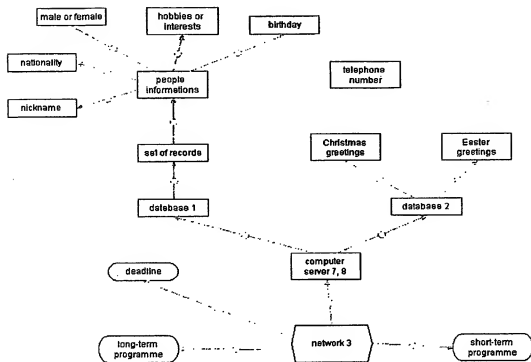 male or female
hobbies or
interests
birthday
nationality
people
informations
telephone
number
nickname
set of records
Christmas
greetings
Easter
greetings
database 1
database 2
computer
server 7, 8
deadline
long-term
programme
network 3
short-term
programme